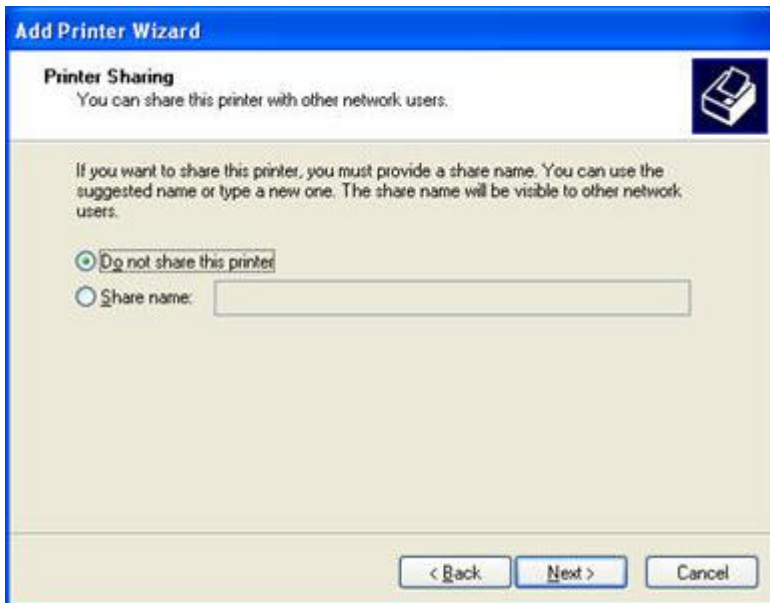 Add Printer Wizard
Printer Sharing
You can share this printer with other network users.
If you want to share this printer, you must provide a share name. You can use the
suggested name or type a new one. The share name will be visible to other network
users.
Do not share this printer
Share name:
< Back Next > Cancel